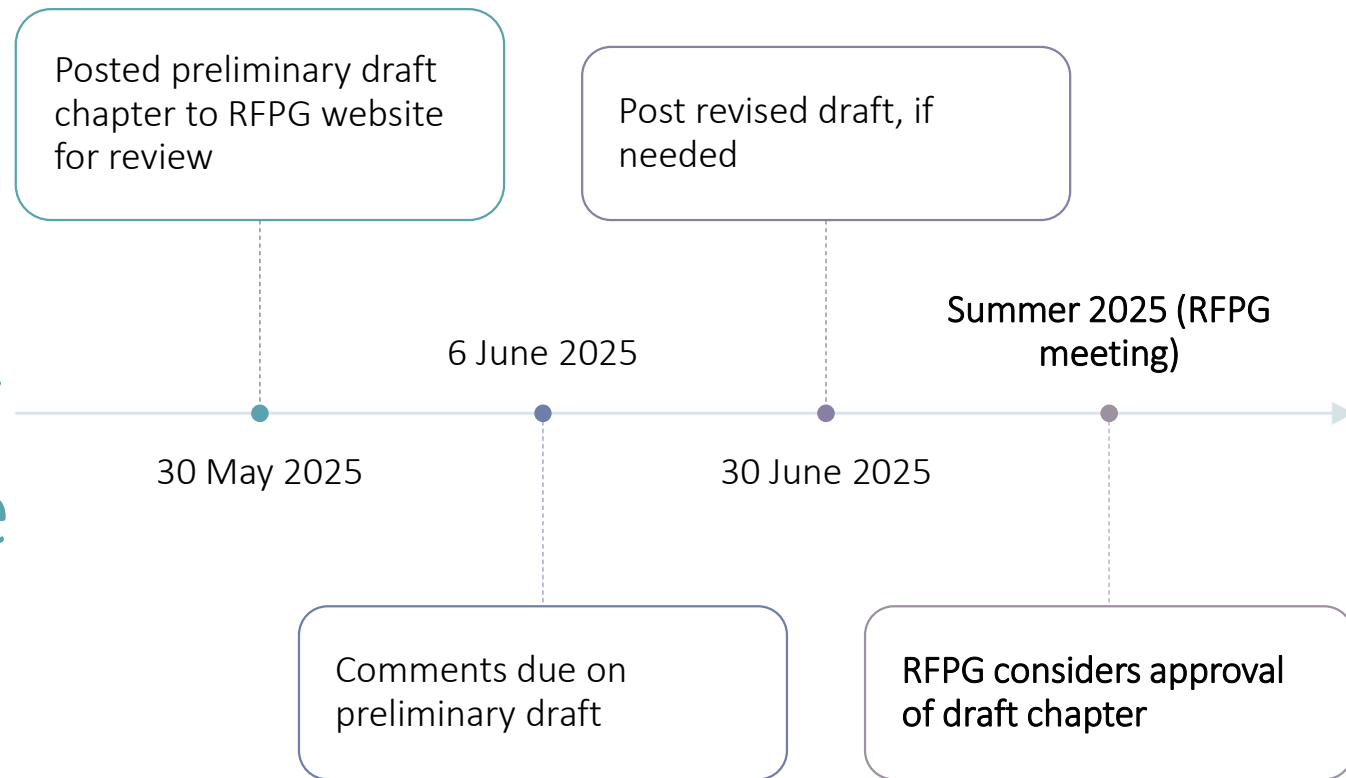 Posted preliminary draft
chapter to RFPG website
for review
Post revised draft, if
needed
Summer 2025 (RFPG
meeting)
6 June 2025
30 May 2025
30 June 2025
Comments due on
preliminary draft
RFPG considers approval
of draft chapter